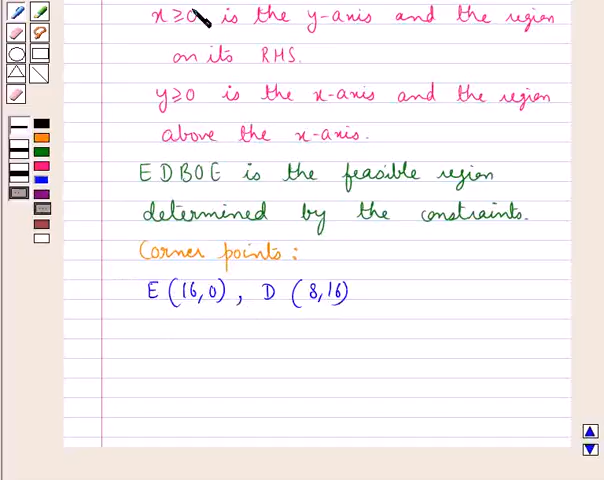 x ≥ 0 is the y-axis and the region
on its RHS.
y ≥ 0 is the x-axis and the region
above the x-axis.
E D B O E is the feasible region
determined by the constraints.
Corner points :
E (16,0) , D (8,16)